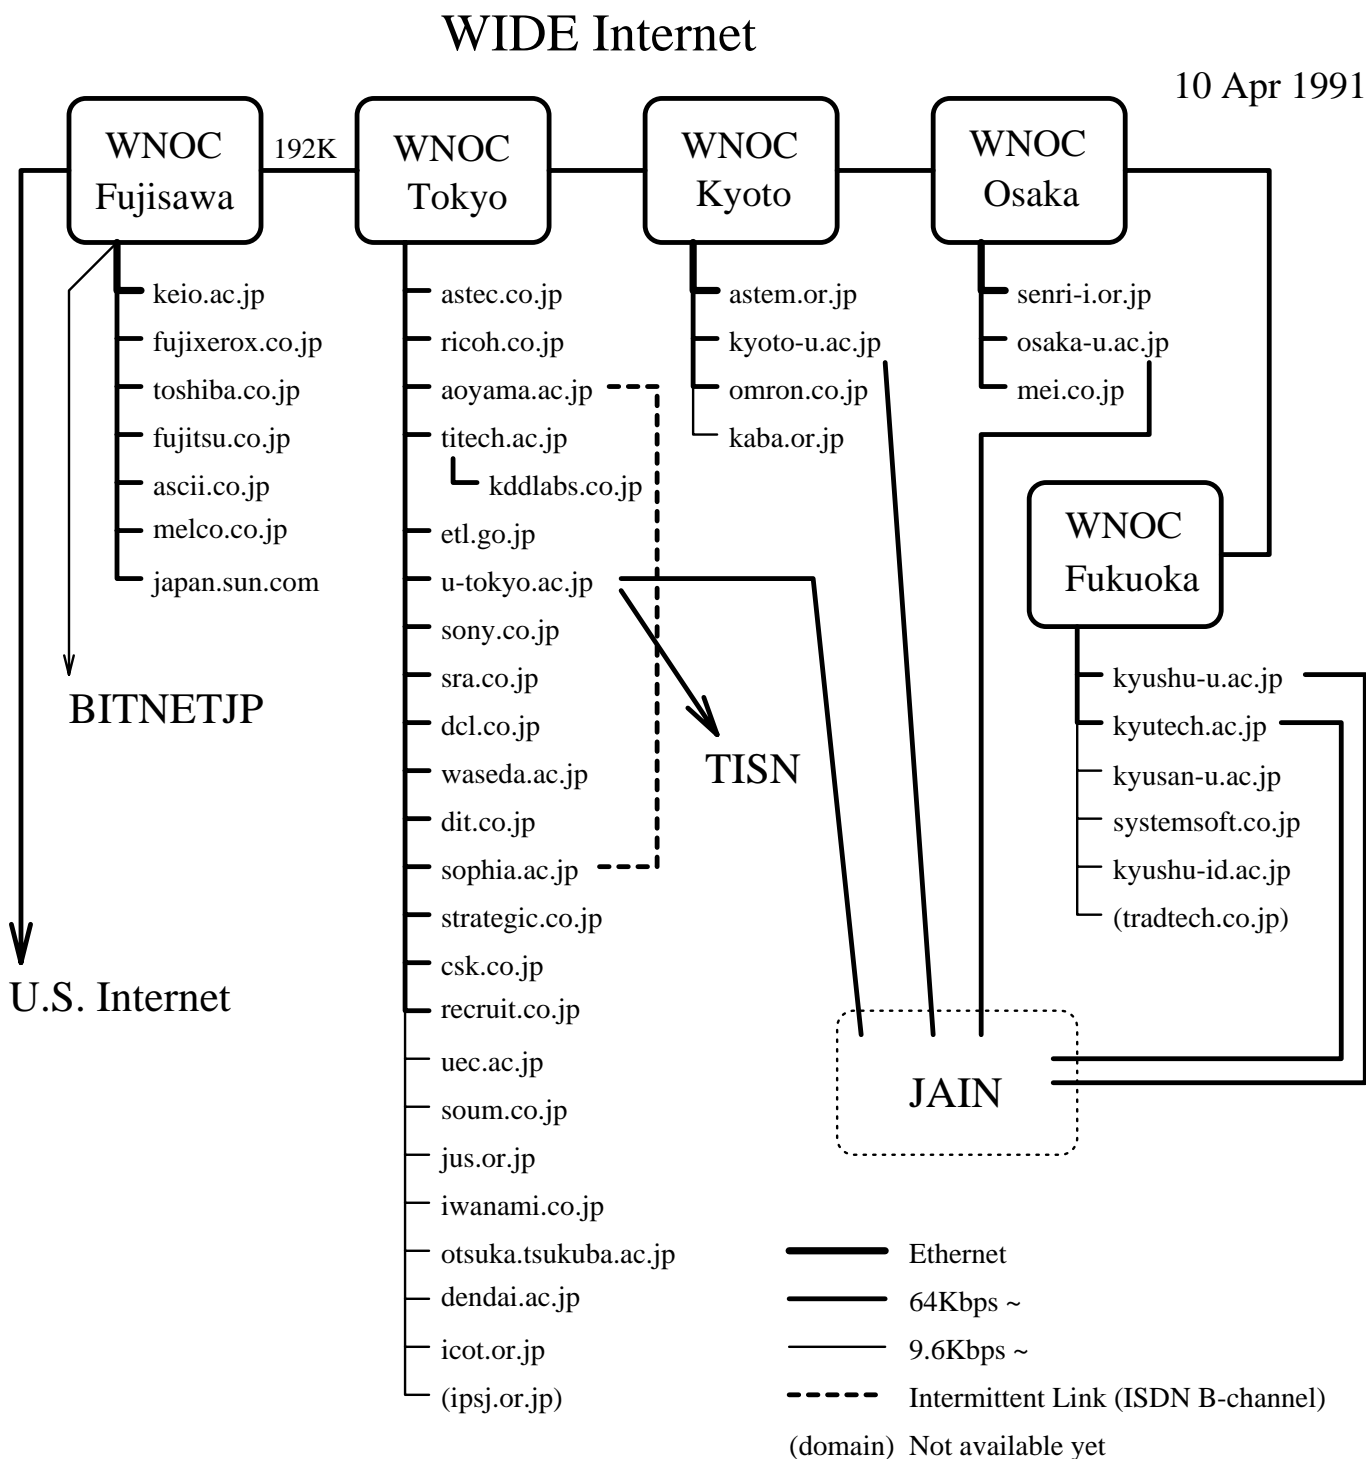 WIDE Internet
10 Apr 1991
WNOC
Fujisawa
192K
WNOC
Tokyo
WNOC
Kyoto
WNOC
Osaka
keio.ac.jp
fujixerox.co.jp
toshiba.co.jp
fujitsu.co.jp
ascii.co.jp
melco.co.jp
japan.sun.com
BITNETJP
U.S. Internet
astec.co.jp
ricoh.co.jp
aoyama.ac.jp
titech.ac.jp
kddlabs.co.jp
etl.go.jp
u-tokyo.ac.jp
sony.co.jp
sra.co.jp
dcl.co.jp
waseda.ac.jp
dit.co.jp
sophia.ac.jp
strategic.co.jp
csk.co.jp
recruit.co.jp
uec.ac.jp
soum.co.jp
jus.or.jp
iwanami.co.jp
otsuka.tsukuba.ac.jp
dendai.ac.jp
icot.or.jp
(ipsj.or.jp)
TISN
astem.or.jp
kyoto-u.ac.jp
omron.co.jp
kaba.or.jp
senri-i.or.jp
osaka-u.ac.jp
mei.co.jp
WNOC
Fukuoka
kyushu-u.ac.jp
kyutech.ac.jp
kyusan-u.ac.jp
systemsoft.co.jp
kyushu-id.ac.jp
(tradtech.co.jp)
JAIN
Ethernet
64Kbps ~
9.6Kbps ~
Intermittent Link (ISDN B-channel)
(domain) Not available yet